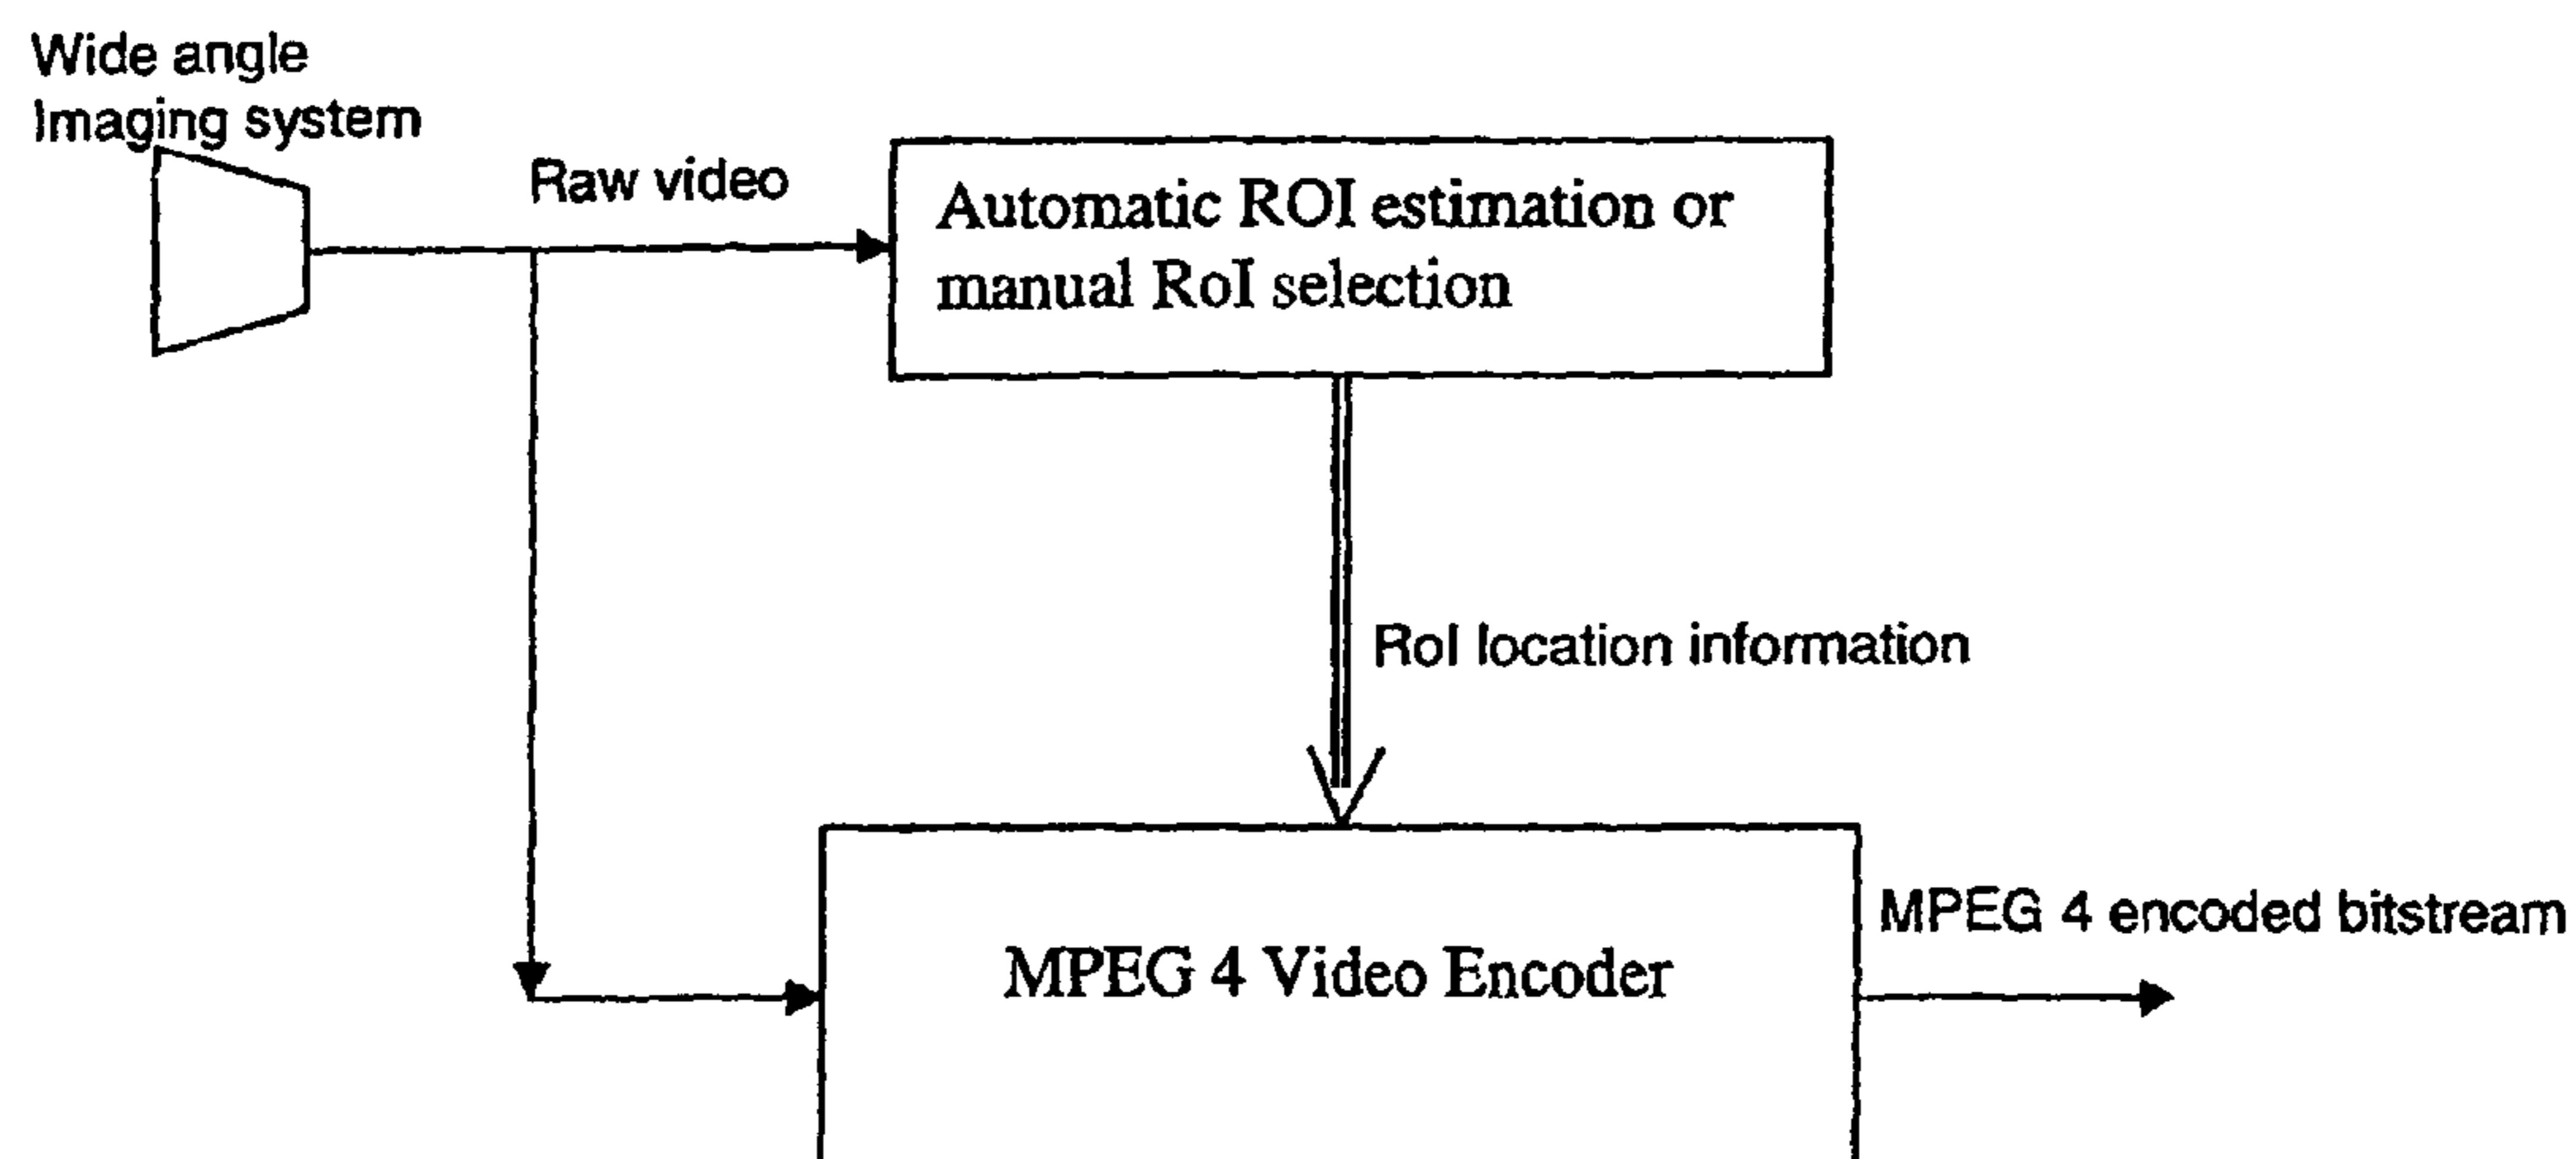 Wide angle
Imaging system
Raw video
Automatic ROI estimation or
manual RoI selection
RoI location information
MPEG 4 Video Encoder
MPEG 4 encoded bitstream